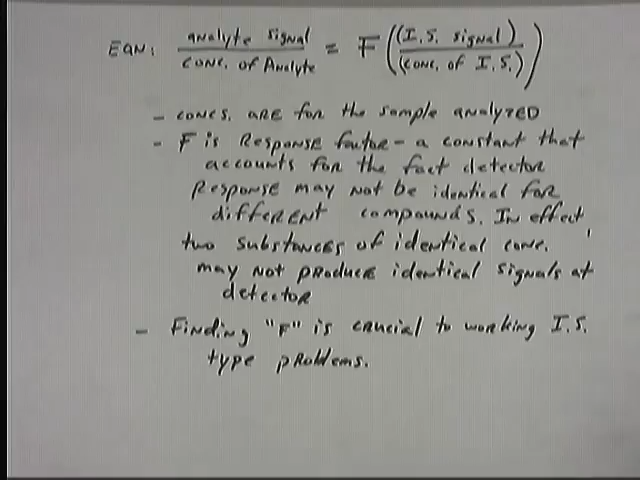 EQN: analyte signal / conc. of Analyte = F ( (I.S. signal) / (conc. of I.S.) )
- concs. are for the sample analyzed
- F is Response factor - a constant that
accounts for the fact detector
Response may not be identical for
different compounds. In effect
two substances of identical conc.
may not produce identical signals at
detector
- Finding "F" is crucial to working I.S.
type problems.